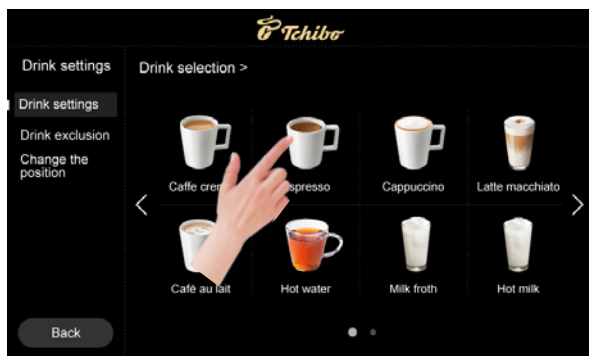 Tchibo
Drink settings
Drink selection >
Drink settings
Drink exclusion
Change the
position
Caffe
Cappuccino
Latte macchiato
Café au lait
Hot water
Milk froth
Hot milk
Back